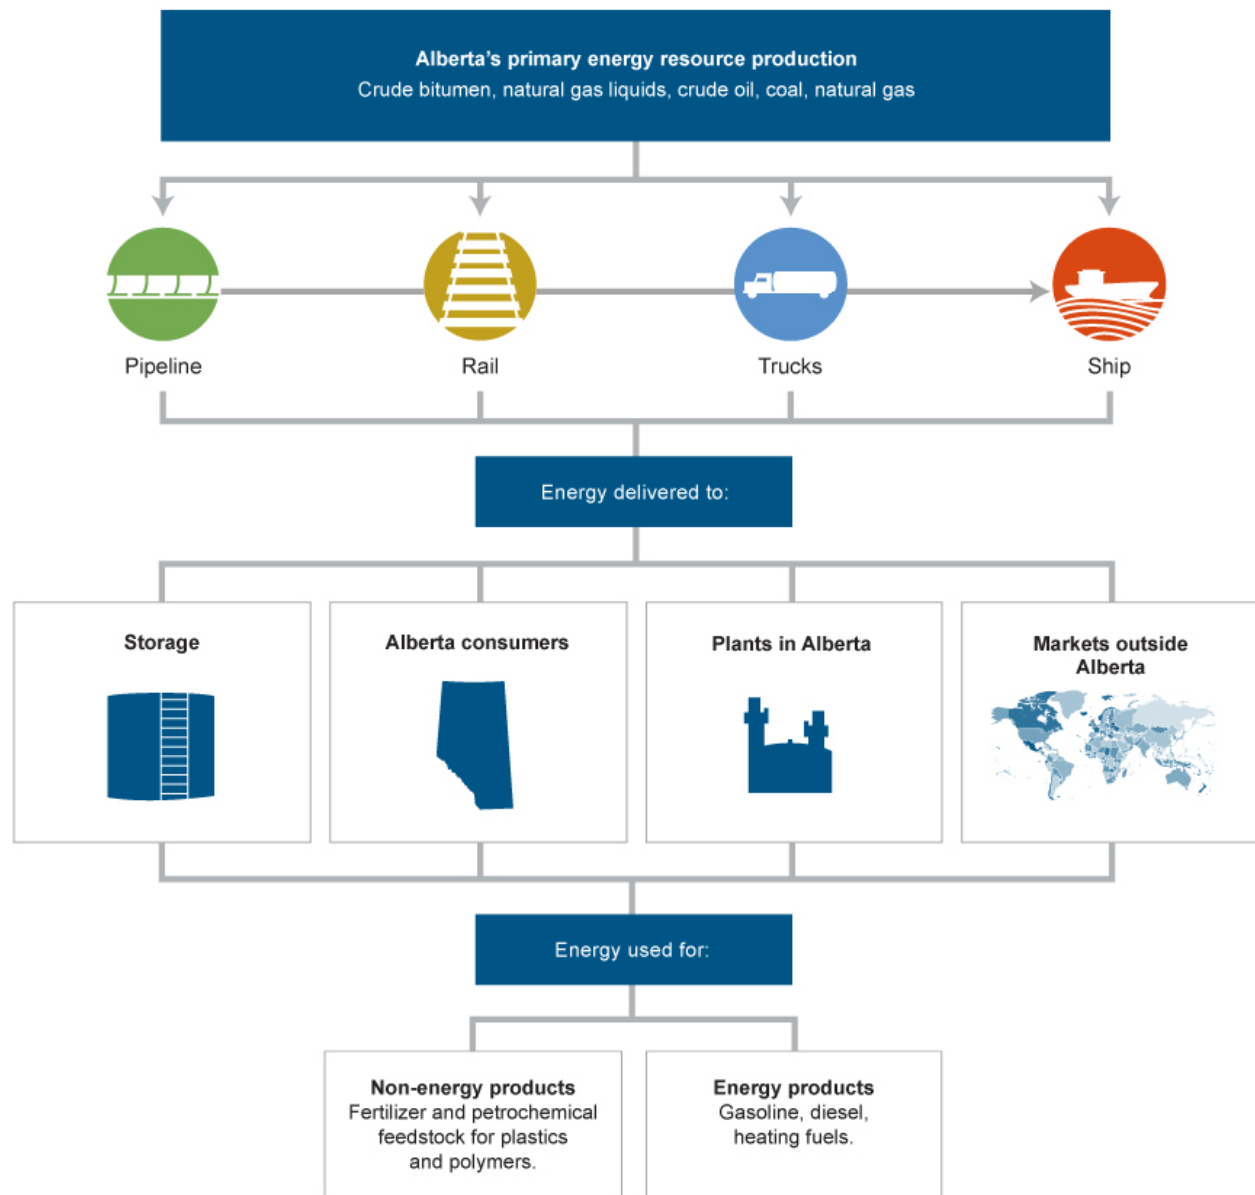 Alberta’s primary energy resource production
Crude bitumen, natural gas liquids, crude oil, coal, natural gas
Pipeline
Rail
Trucks
Ship
Energy delivered to:
Storage
Alberta consumers
Plants in Alberta
Markets outside
Alberta
Energy used for:
Non-energy products
Fertilizer and petrochemical
feedstock for plastics
and polymers.
Energy products
Gasoline, diesel,
heating fuels.